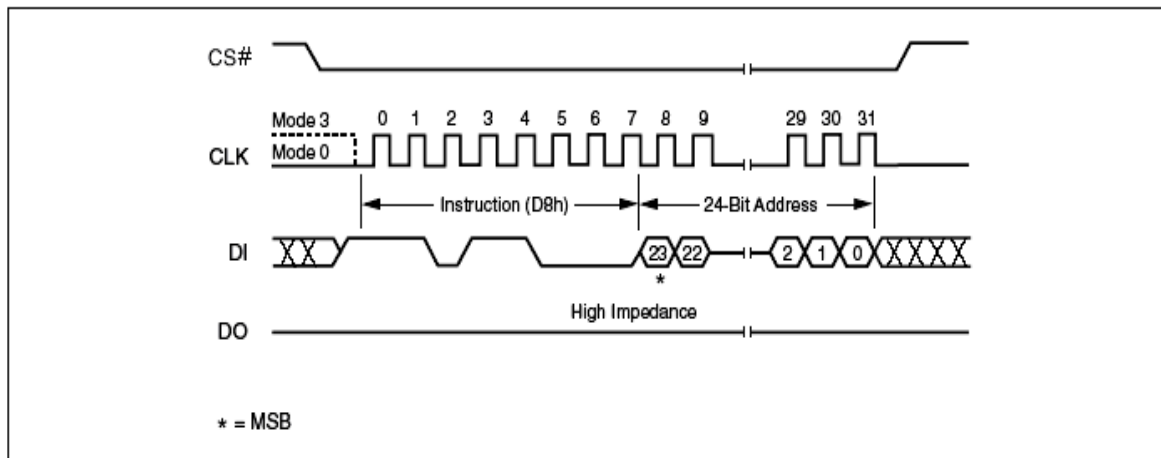 CS#
Mode 3 0 1 2 3 4 5 6 7 8 9 29 30 31
CLK Mode 0
Instruction (D8h) 24-Bit Address
DI 23 22 2 1 0
*
High Impedance
DO
* = MSB